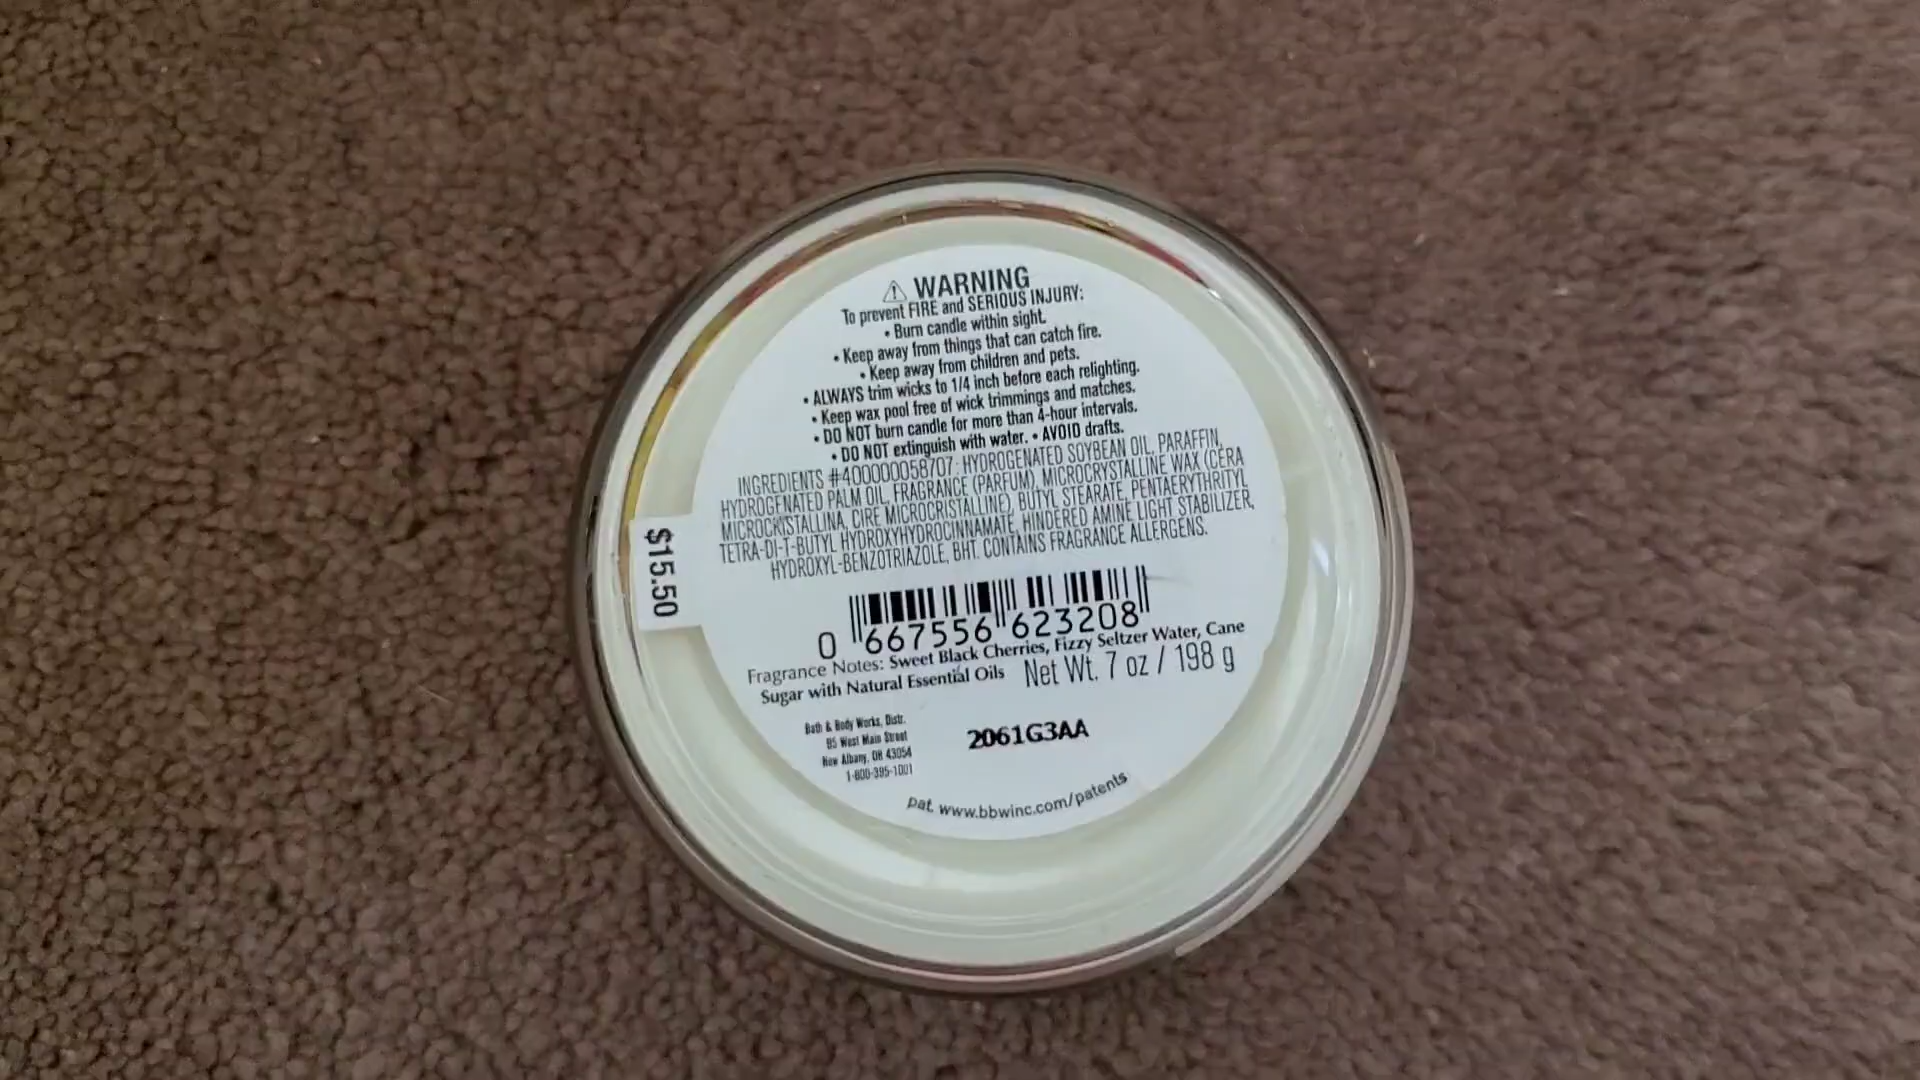 ⚠ WARNING
To prevent FIRE and SERIOUS INJURY:
• Burn candle within sight.
• Keep away from things that can catch fire.
• Keep away from children and pets.
• ALWAYS trim wicks to 1/4 inch before each relighting.
• Keep wax pool free of wick trimmings and matches.
• DO NOT burn candle for more than 4-hour intervals.
• DO NOT extinguish with water. • AVOID drafts.
INGREDIENTS #400000058707: HYDROGENATED SOYBEAN OIL, PARAFFIN,
HYDROGENATED PALM OIL, FRAGRANCE (PARFUM), MICROCRYSTALLINE WAX (CERA
MICROCRISTALLINA, CIRE MICROCRISTALLINE), BUTYL STEARATE, PENTAERYTHRITYL
TETRA-DI-T-BUTYL HYDROXYHYDROCINNAMATE, HINDERED AMINE LIGHT STABILIZER,
HYDROXYL-BENZOTRIAZOLE, BHT. CONTAINS FRAGRANCE ALLERGENS.
$15.50
0 667556 623208
Fragrance Notes: Sweet Black Cherries, Fizzy Seltzer Water, Cane
Sugar with Natural Essential Oils Net Wt. 7 oz / 198 g
Bath & Body Works, Distr.
95 West Main Street
New Albany, OH 43054
1-800-395-1001
2061G3AA
pat. www.bbwinc.com/patents